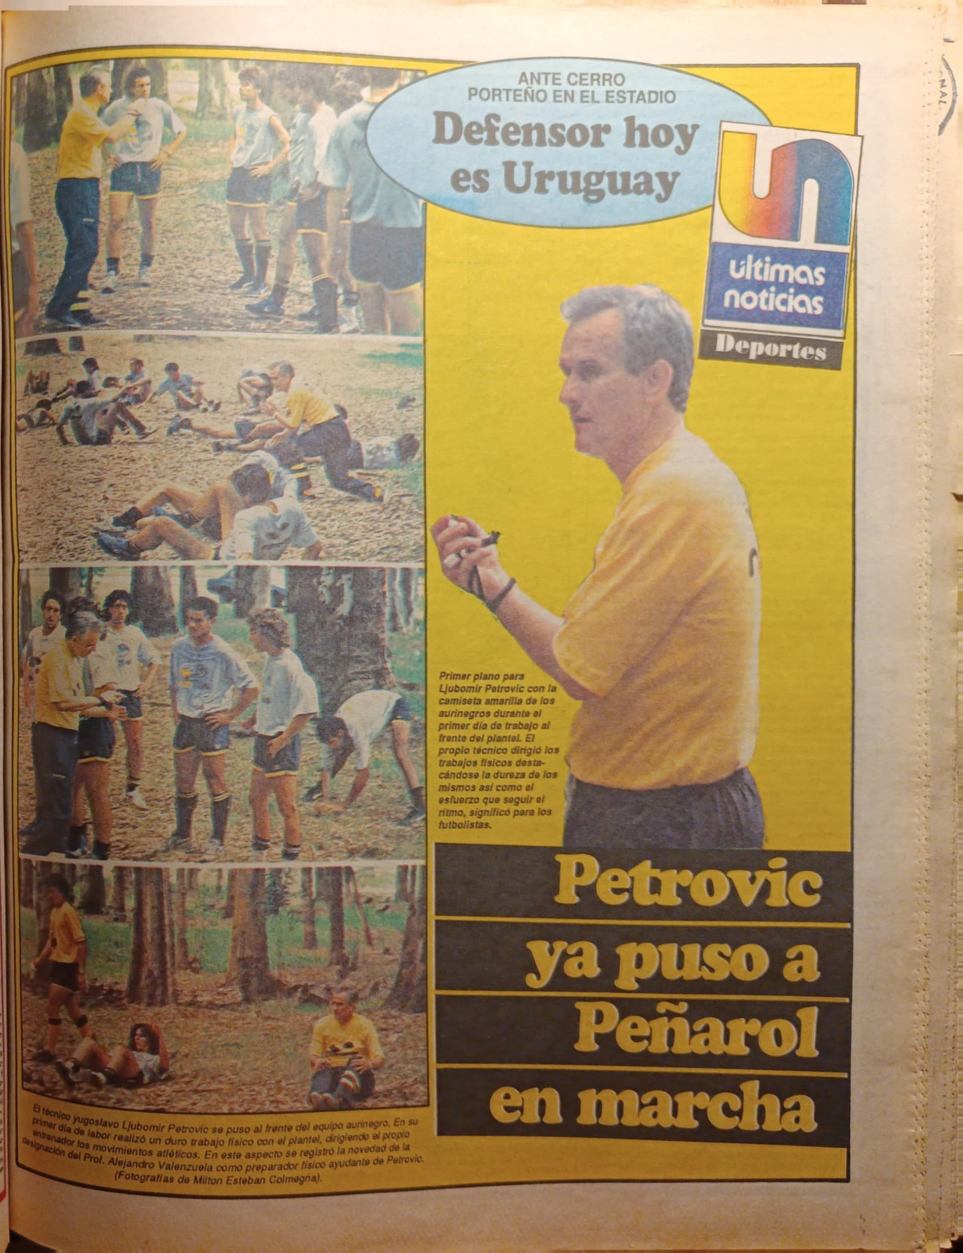 ANTE CERRO
PORTEÑO EN EL ESTADIO
Defensor hoy
es Uruguay
últimas
noticias
Deportes
Primer plano para
Ljubomir Petrovic con la
camiseta amarilla de los
aurinegros durante el
primer día de trabajo al
frente del plantel. El
propio técnico dirigió los
trabajos físicos desta-
cándose la dureza de los
mismos así como el
esfuerzo que seguir el
ritmo, significó para los
futbolistas.
Petrovic
ya puso a
Peñarol
en marcha
El técnico yugoslavo Ljubomir Petrovic se puso al frente del equipo aurinegro. En su
primer día de labor realizó un duro trabajo físico con el plantel, dirigiendo el propio
entrenador los movimientos atléticos. En este aspecto se registró la novedad de la
designación del Prof. Alejandro Valenzuela como preparador físico ayudante de Petrovic.
(Fotografías de Milton Esteban Colmegna).